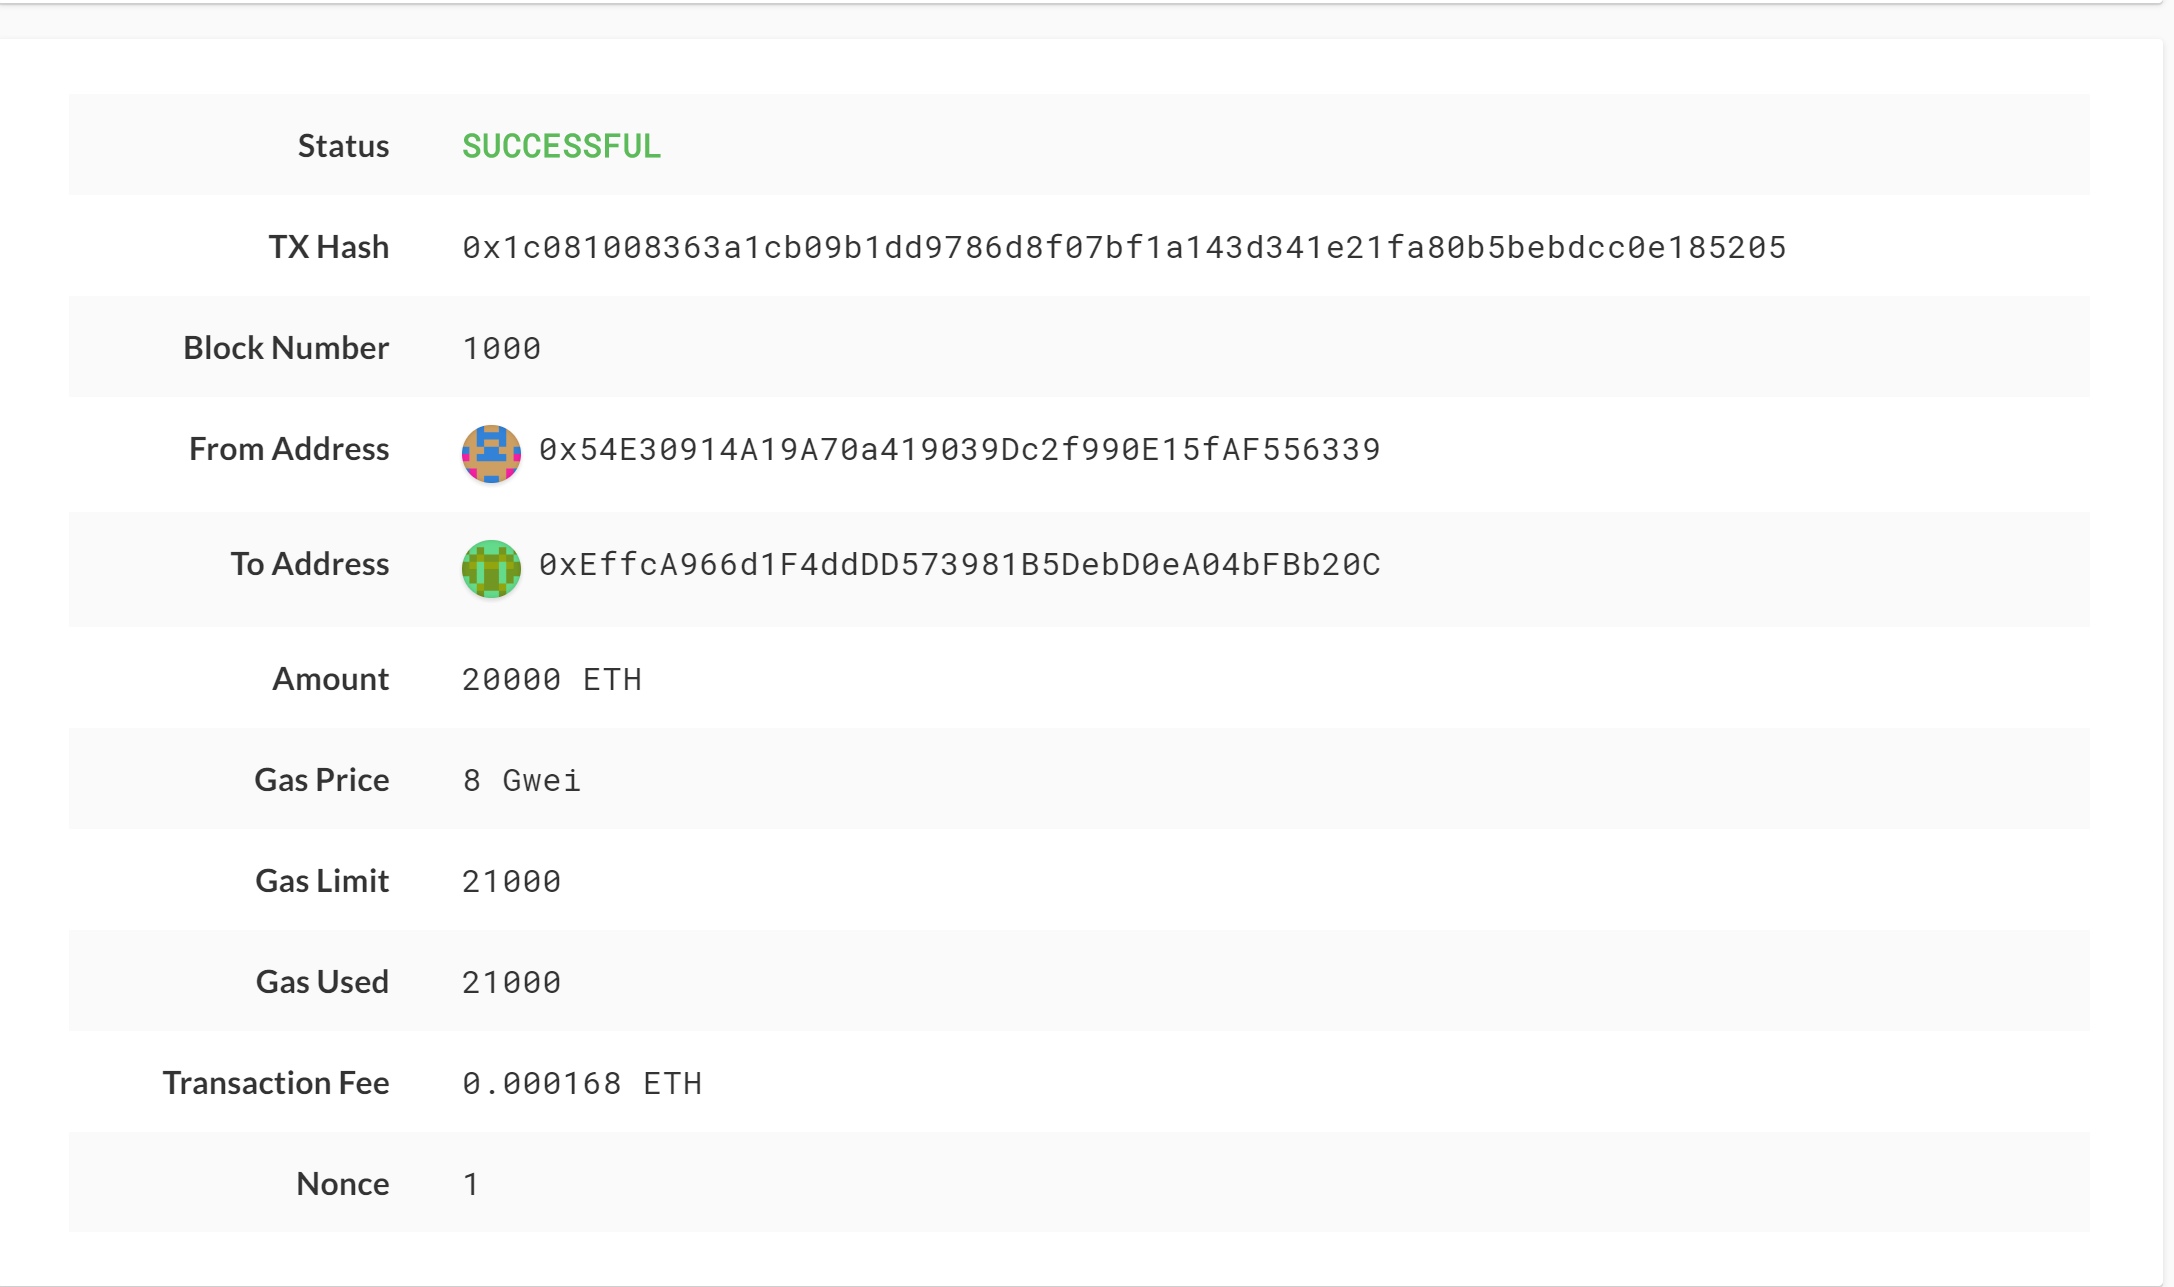 Status SUCCESSFUL
TX Hash 0x1c081008363a1cb09b1dd9786d8f07bf1a143d341e21fa80b5bebdcc0e185205
Block Number 1000
From Address 0x54E30914A19A70a419039Dc2f990E15fAF556339
To Address 0xEffcA966d1F4ddDD573981B5DebD0eA04bFBb20C
Amount 20000 ETH
Gas Price 8 Gwei
Gas Limit 21000
Gas Used 21000
Transaction Fee 0.000168 ETH
Nonce 1